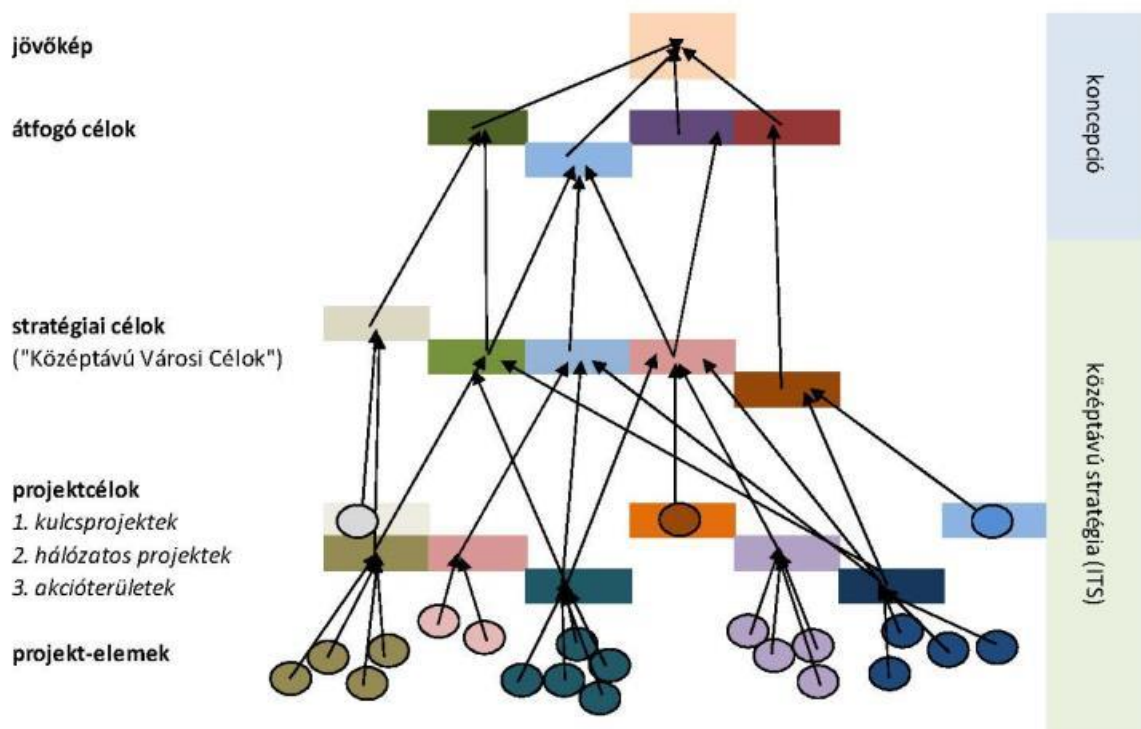 jövőkép
átfogó célok
koncepció
stratégiai célok
("Középtávú Városi Célok")
középtávú stratégia (ITS)
projektcélok
1. kulcsprojektek
2. hálózatos projektek
3. akcióterületek
projekt-elemek